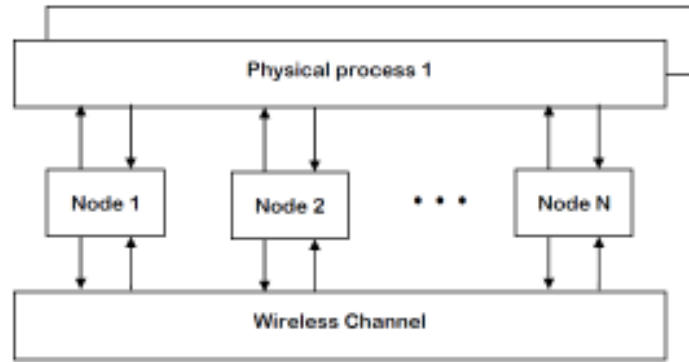 Physical process 1
Node 1
Node 2
• • •
Node N
Wireless Channel